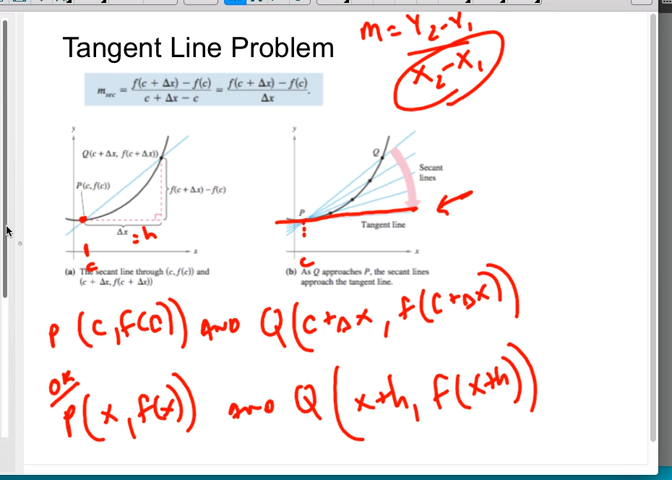 m = Y₂-Y₁
X₂-X₁
Tangent Line Problem
m_sec = f(c + Δx) − f(c) / c + Δx − c = f(c + Δx) − f(c) / Δx.
y
Q(c + Δx, f(c + Δx))
P(c, f(c))
f(c + Δx) − f(c)
Δx = h
x
c
(a) The secant line through (c, f(c)) and
(c + Δx, f(c + Δx))
y
Q
Secant
lines
P
Tangent line
x
c
(b) As Q approaches P, the secant lines
approach the tangent line.
P (C, f(C)) AND Q(C+Δx, f(C+Δx))
OR
P(x, f(x)) AND Q(x+h, f(x+h))